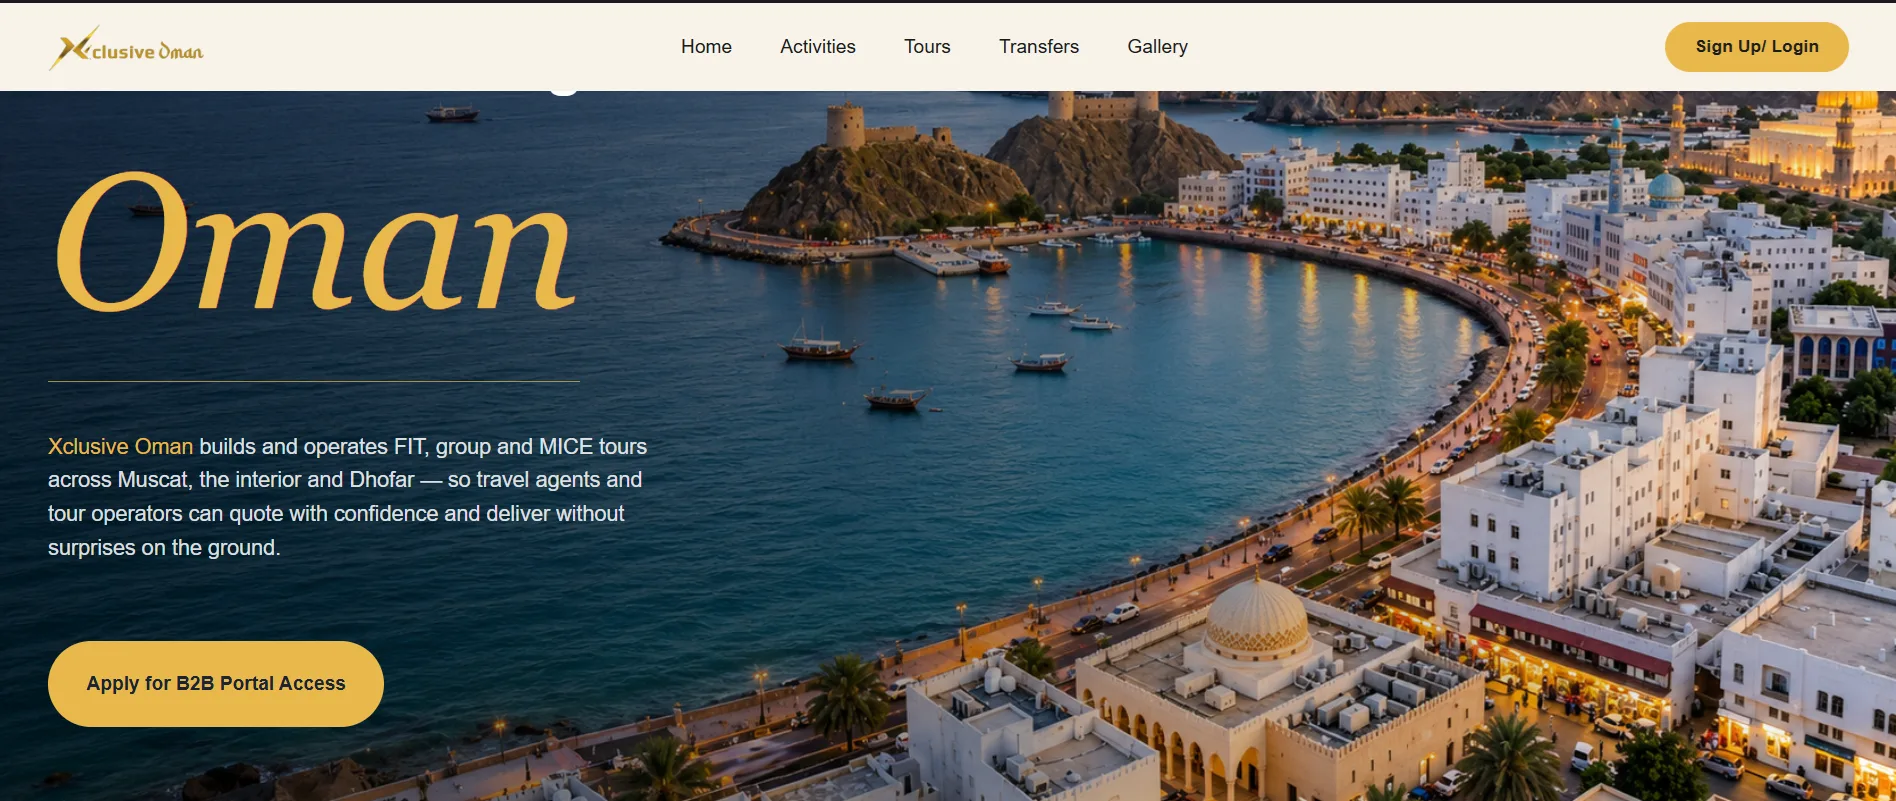 Xclusive Oman
Home
Activities
Tours
Transfers
Gallery
Sign Up/ Login
Oman
Xclusive Oman builds and operates FIT, group and MICE tours
across Muscat, the interior and Dhofar — so travel agents and
tour operators can quote with confidence and deliver without
surprises on the ground.
Apply for B2B Portal Access